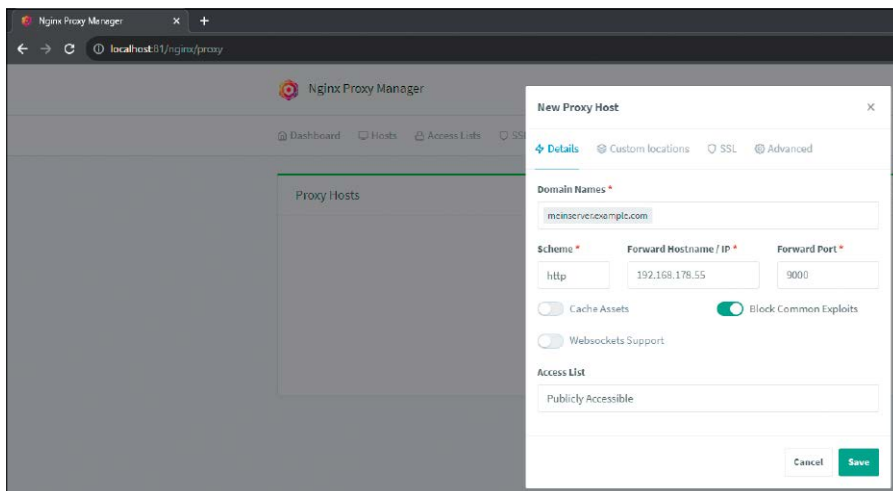 Nginx Proxy Manager
localhost:81/nginx/proxy
Nginx Proxy Manager
Dashboard Hosts Access Lists SS
Proxy Hosts
New Proxy Host
Details Custom locations SSL Advanced
Domain Names *
meinserver.example.com
Scheme * Forward Hostname / IP * Forward Port *
http 192.168.178.55 9000
Cache Assets Block Common Exploits
Websockets Support
Access List
Publicly Accessible
Cancel Save